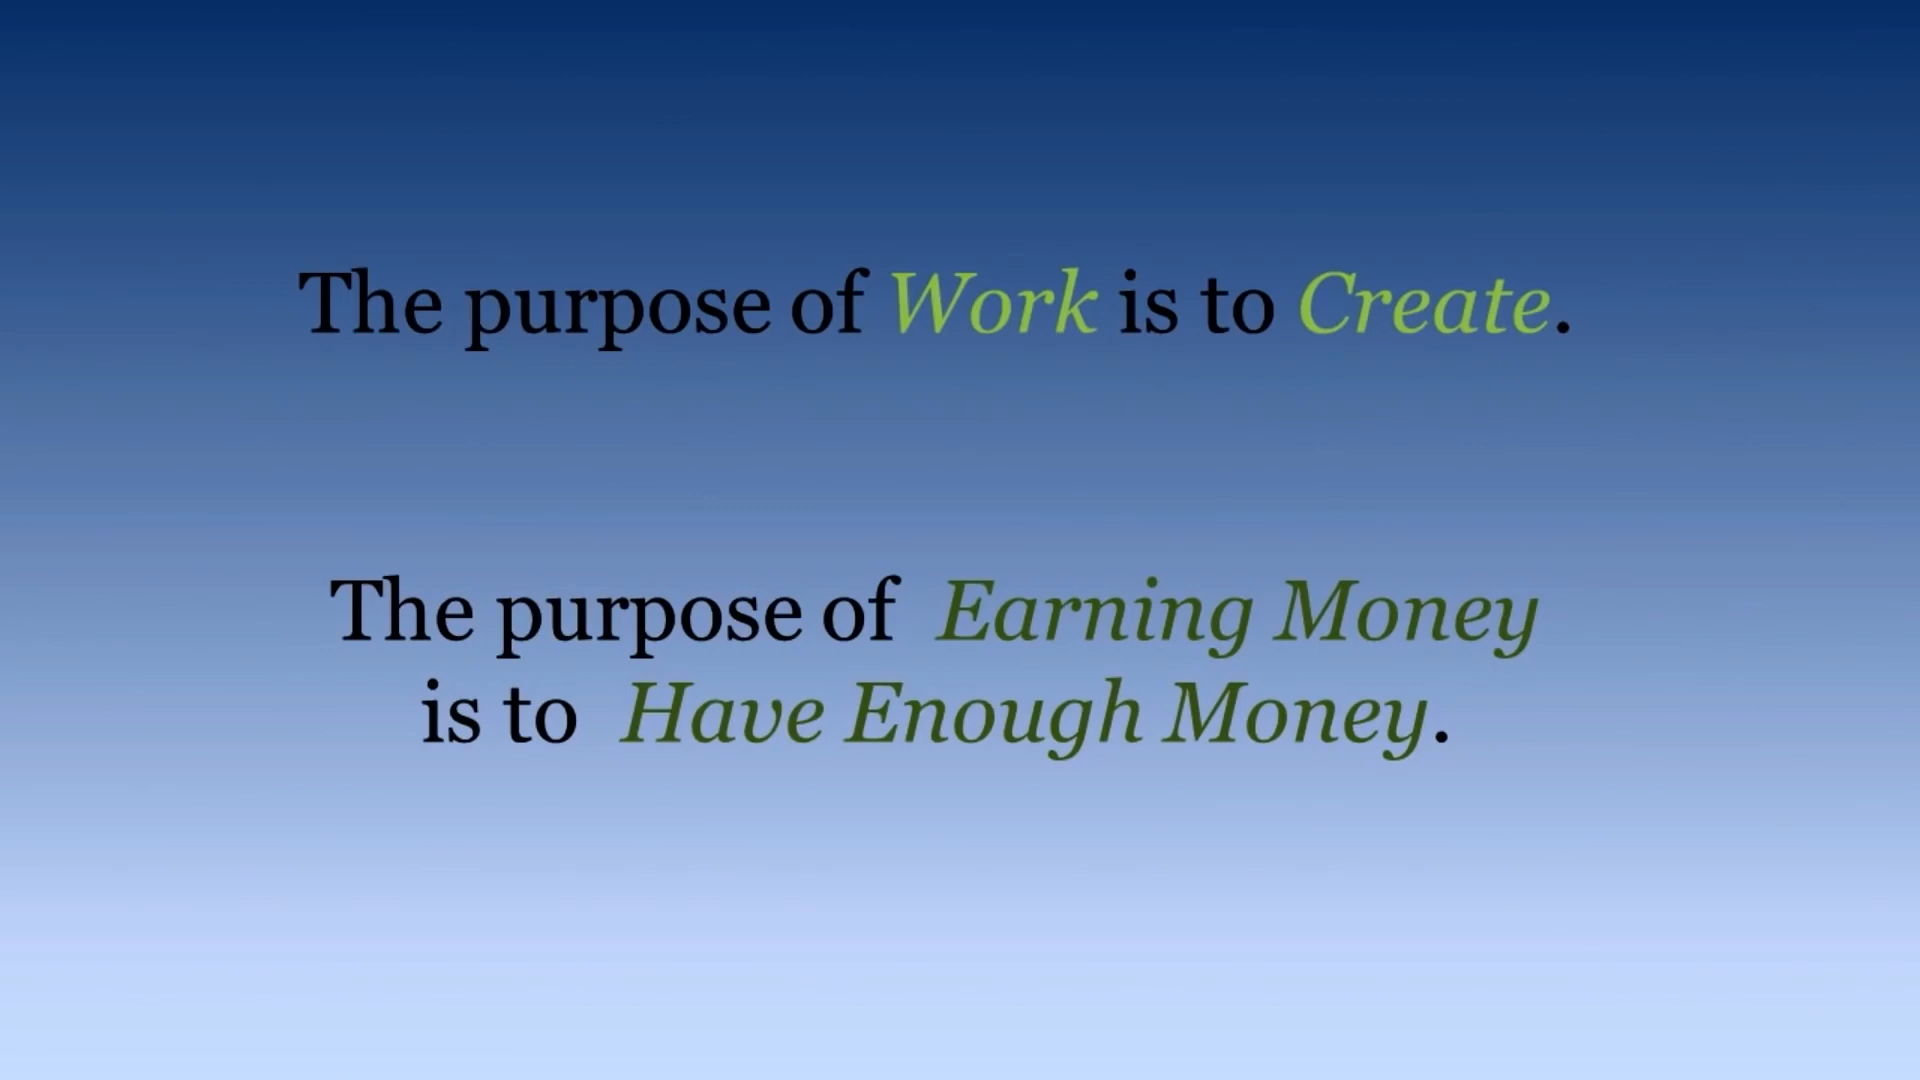 The purpose of Work is to Create.
The purpose of Earning Money
is to Have Enough Money.